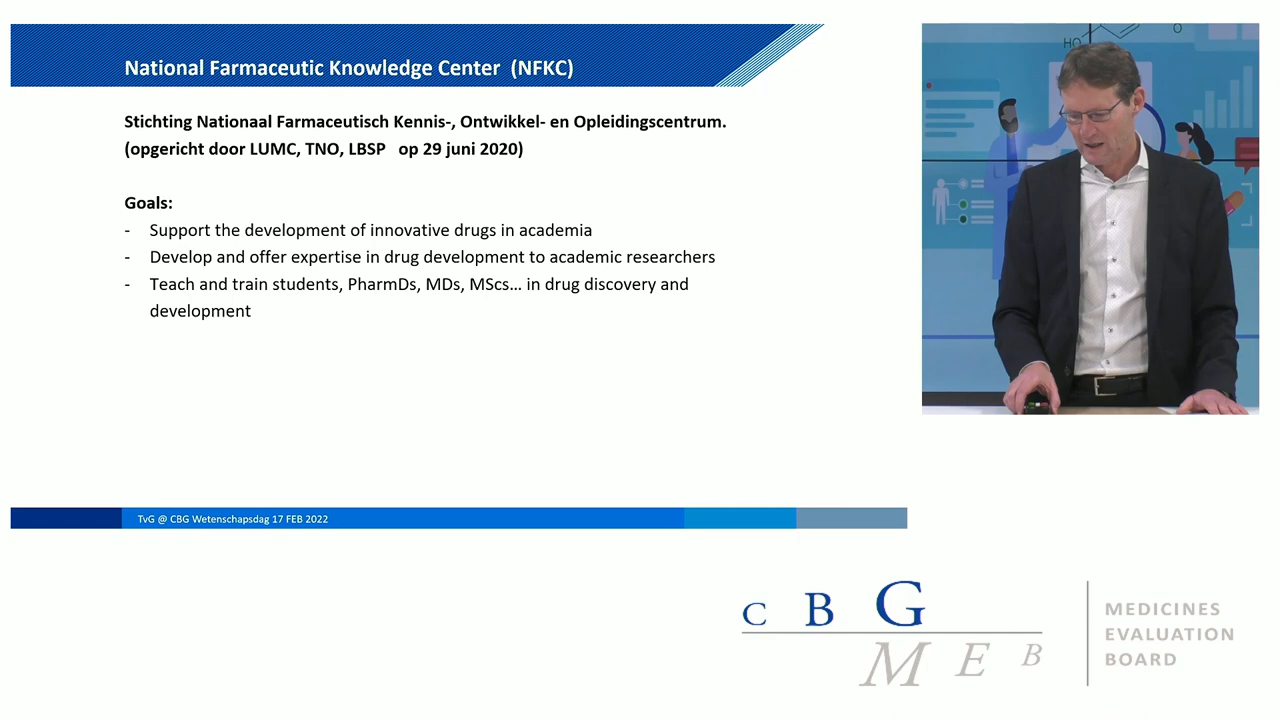 National Farmaceutic Knowledge Center (NFKC)
Stichting Nationaal Farmaceutisch Kennis-, Ontwikkel- en Opleidingscentrum.
(opgericht door LUMC, TNO, LBSP op 29 juni 2020)
Goals:
- Support the development of innovative drugs in academia
- Develop and offer expertise in drug development to academic researchers
- Teach and train students, PharmDs, MDs, MScs… in drug discovery and
development
TvG @ CBG Wetenschapsdag 17 FEB 2022
HO
O
C B G
M E B
MEDICINES
EVALUATION
BOARD